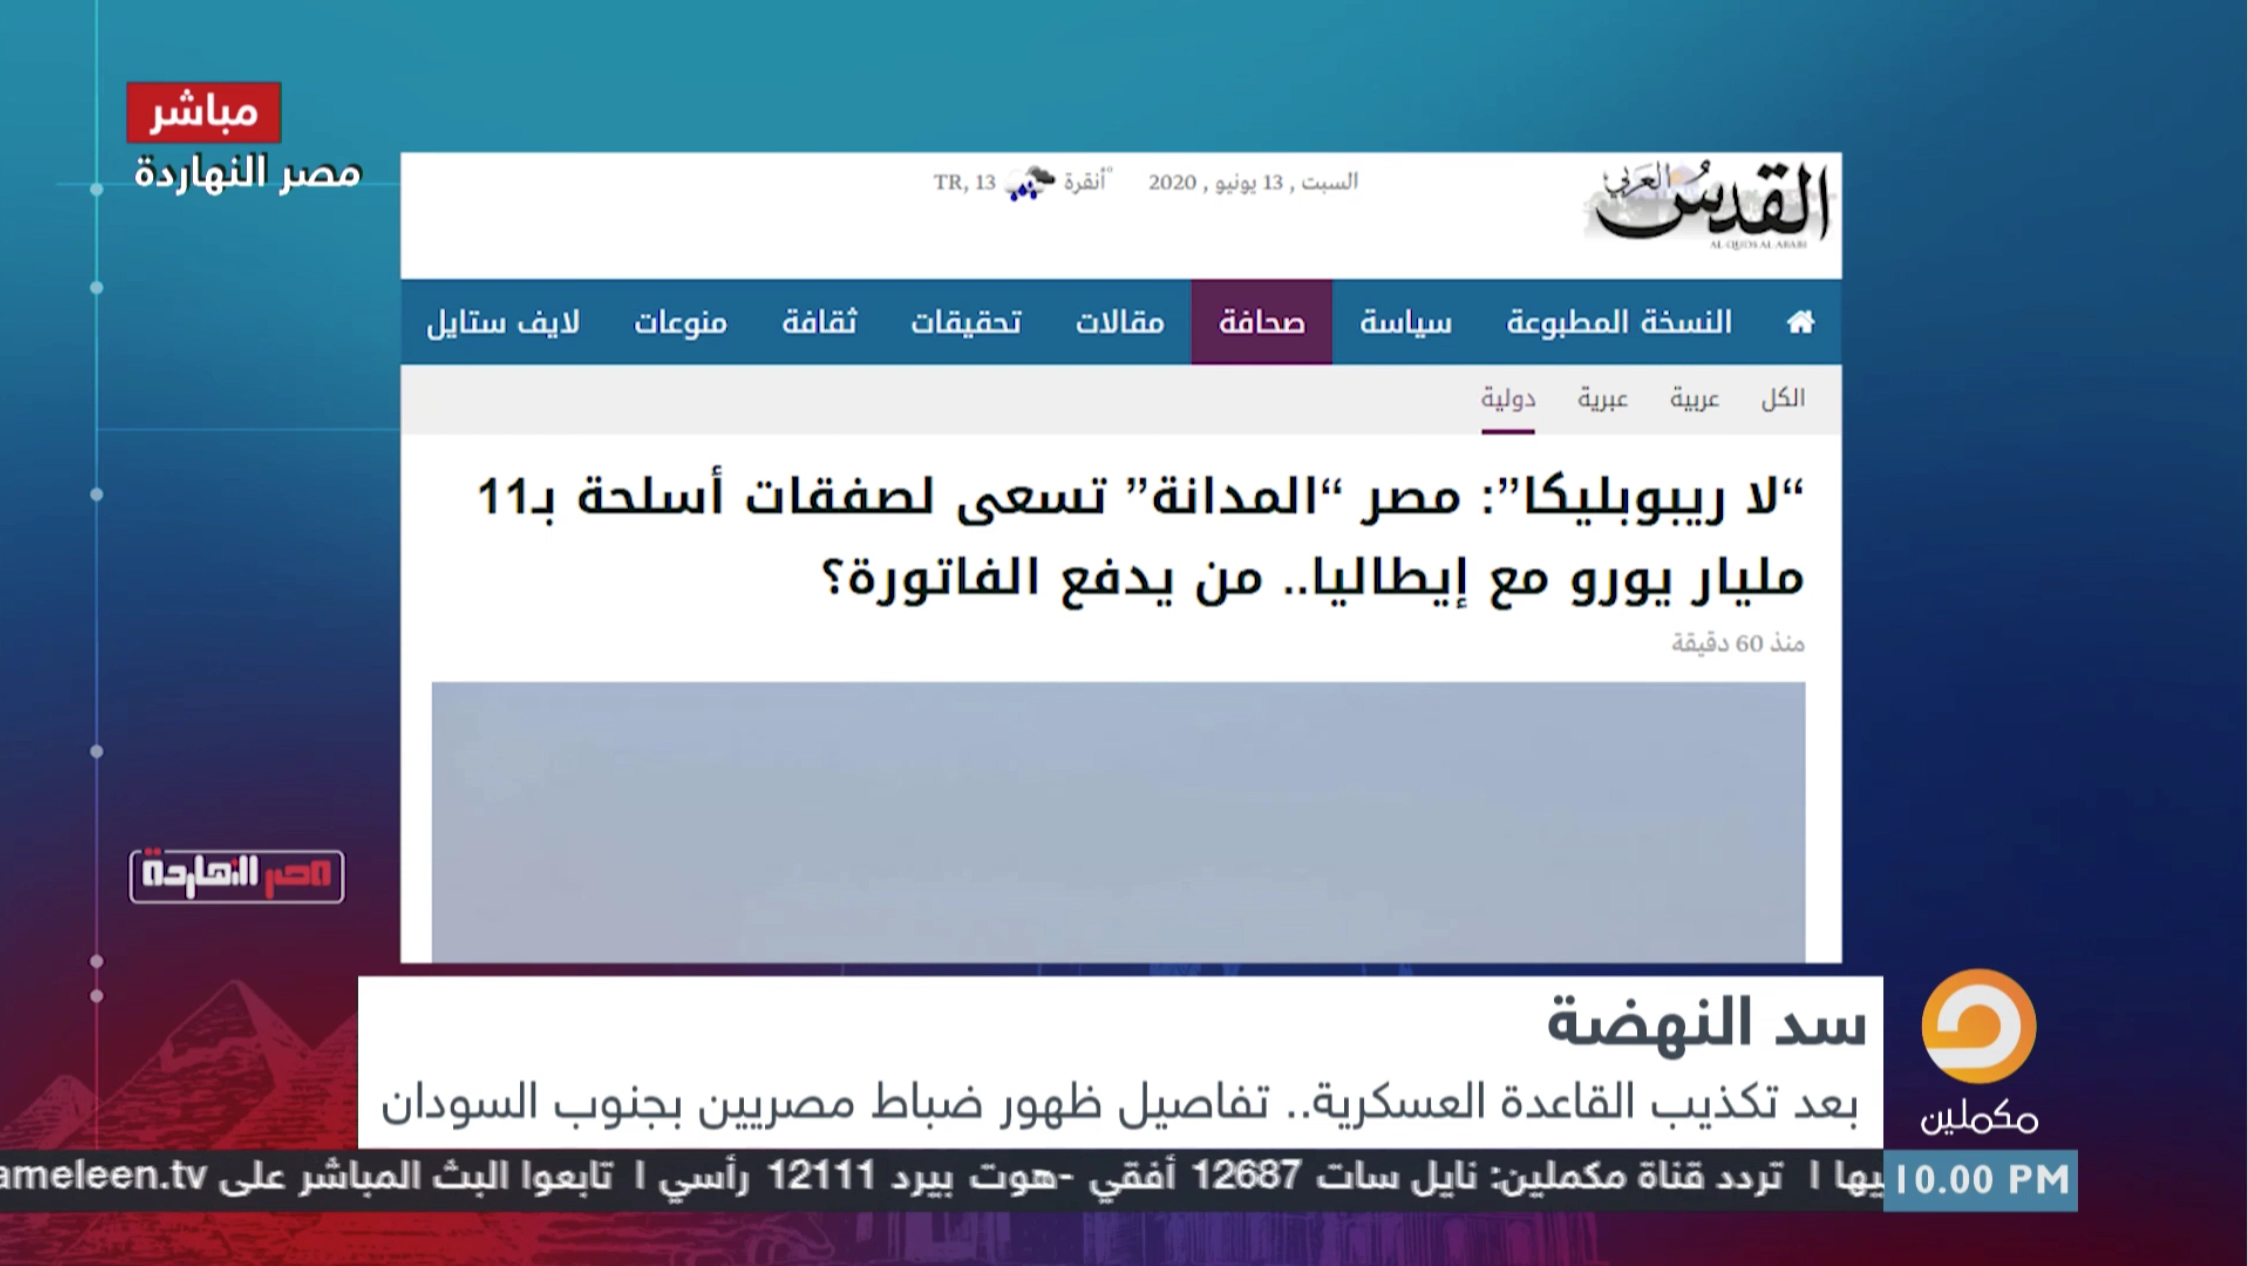 مباشر
مصر النهاردة
القدس العربي
AL-QUDS AL-ARABI
السبت , 13 يونيو , 2020
°أنقرة TR, 13
النسخة المطبوعة سياسة صحافة مقالات تحقيقات ثقافة منوعات لايف ستايل
الكل عربية عبرية دولية
“لا ريبوبليكا”: مصر “المدانة” تسعى لصفقات أسلحة بـ11
مليار يورو مع إيطاليا.. من يدفع الفاتورة؟
منذ 60 دقيقة
مصر النهاردة
سد النهضة
بعد تكذيب القاعدة العسكرية.. تفاصيل ظهور ضباط مصريين بجنوب السودان
مكملين
يها ا تردد قناة مكملين: نايل سات 12687 أفقي -هوت بيرد 12111 رأسي ا تابعوا البث المباشر على ameleen.tv
10.00 PM